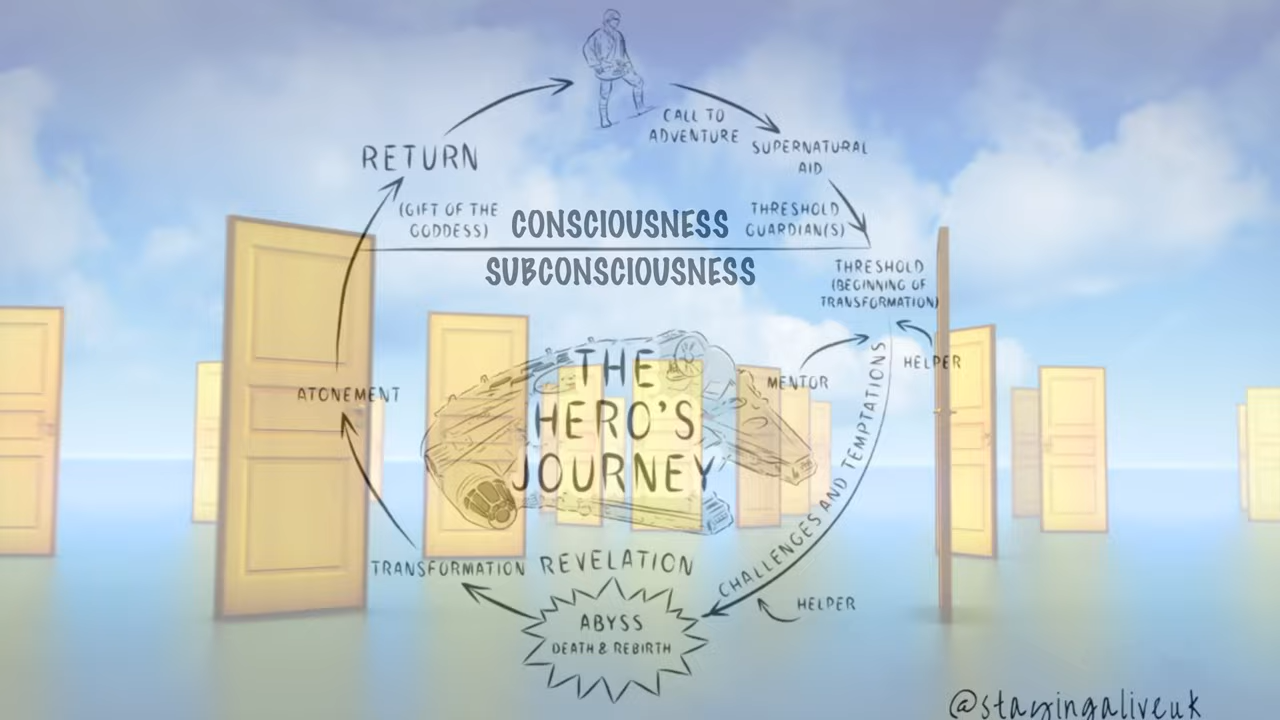 CALL TO
ADVENTURE
SUPERNATURAL
AID
RETURN
(GIFT OF THE
GODDESS)
CONSCIOUSNESS
THRESHOLD
GUARDIAN(S)
SUBCONSCIOUSNESS
THRESHOLD
(BEGINNING OF
TRANSFORMATION)
HELPER
MENTOR
ATONEMENT
THE
HERO'S
JOURNEY
CHALLENGES AND TEMPTATIONS
TRANSFORMATION
REVELATION
HELPER
ABYSS
DEATH & REBIRTH
@stayingaliveuk